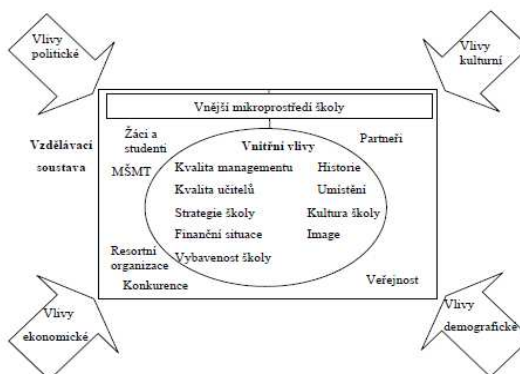 Vlivy
politické
Vlivy
kulturní
Vnější mikroprostředí školy
Vzdělávací
soustava
Žáci a
studenti
Partneři
Vnitřní vlivy
MŠMT
Kvalita managementu
Historie
Kvalita učitelů
Umístění
Strategie školy
Kultura školy
Finanční situace
Image
Resortní
organizace
Vybavenost školy
Konkurence
Veřejnost
Vlivy
ekonomické
Vlivy
demografické